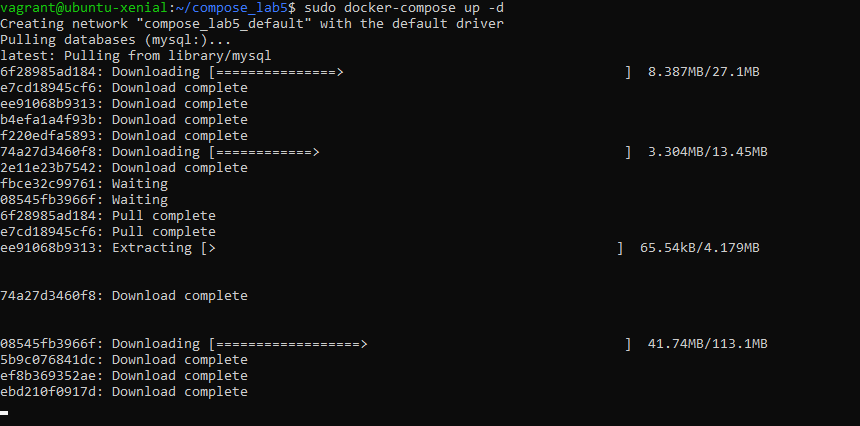 vagrant@ubuntu-xenial:~/compose_lab5$ sudo docker-compose up -d
Creating network "compose_lab5_default" with the default driver
Pulling databases (mysql:)...
latest: Pulling from library/mysql
6f28985ad184: Downloading [===============>                                   ]  8.387MB/27.1MB
e7cd18945cf6: Download complete
ee91068b9313: Download complete
b4efa1a4f93b: Download complete
f220edfa5893: Download complete
74a27d3460f8: Downloading [============>                                      ]  3.304MB/13.45MB
2e11e23b7542: Download complete
fbce32c99761: Waiting
08545fb3966f: Waiting
6f28985ad184: Pull complete
e7cd18945cf6: Pull complete
ee91068b9313: Extracting [>                                                  ]  65.54kB/4.179MB
74a27d3460f8: Download complete
08545fb3966f: Downloading [==================>                                ]  41.74MB/113.1MB
5b9c076841dc: Download complete
ef8b369352ae: Download complete
ebd210f0917d: Download complete